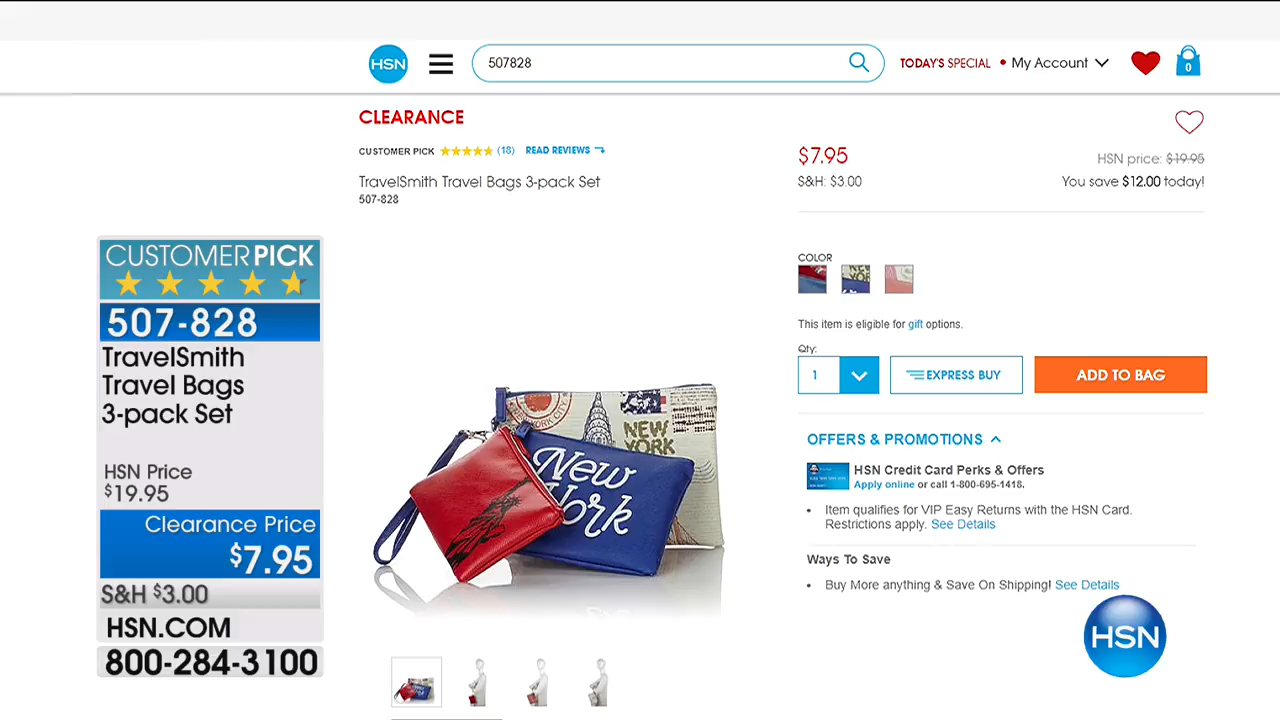 HSN
507828
TODAY'S SPECIAL • My Account
0
CLEARANCE
CUSTOMER PICK (18) READ REVIEWS
TravelSmith Travel Bags 3-pack Set
507-828
$7.95
HSN price: $19.95
S&H: $3.00
You save $12.00 today!
COLOR
This item is eligible for gift options.
Qty:
1
EXPRESS BUY
ADD TO BAG
OFFERS & PROMOTIONS
HSN Credit Card Perks & Offers
Apply online or call 1-800-695-1418.
• Item qualifies for VIP Easy Returns with the HSN Card.
Restrictions apply. See Details
Ways To Save
• Buy More anything & Save On Shipping! See Details
CUSTOMER PICK
507-828
TravelSmith
Travel Bags
3-pack Set
HSN Price
$19.95
Clearance Price
$7.95
S&H $3.00
HSN.COM
800-284-3100
NEW
YORK
New
York
HSN